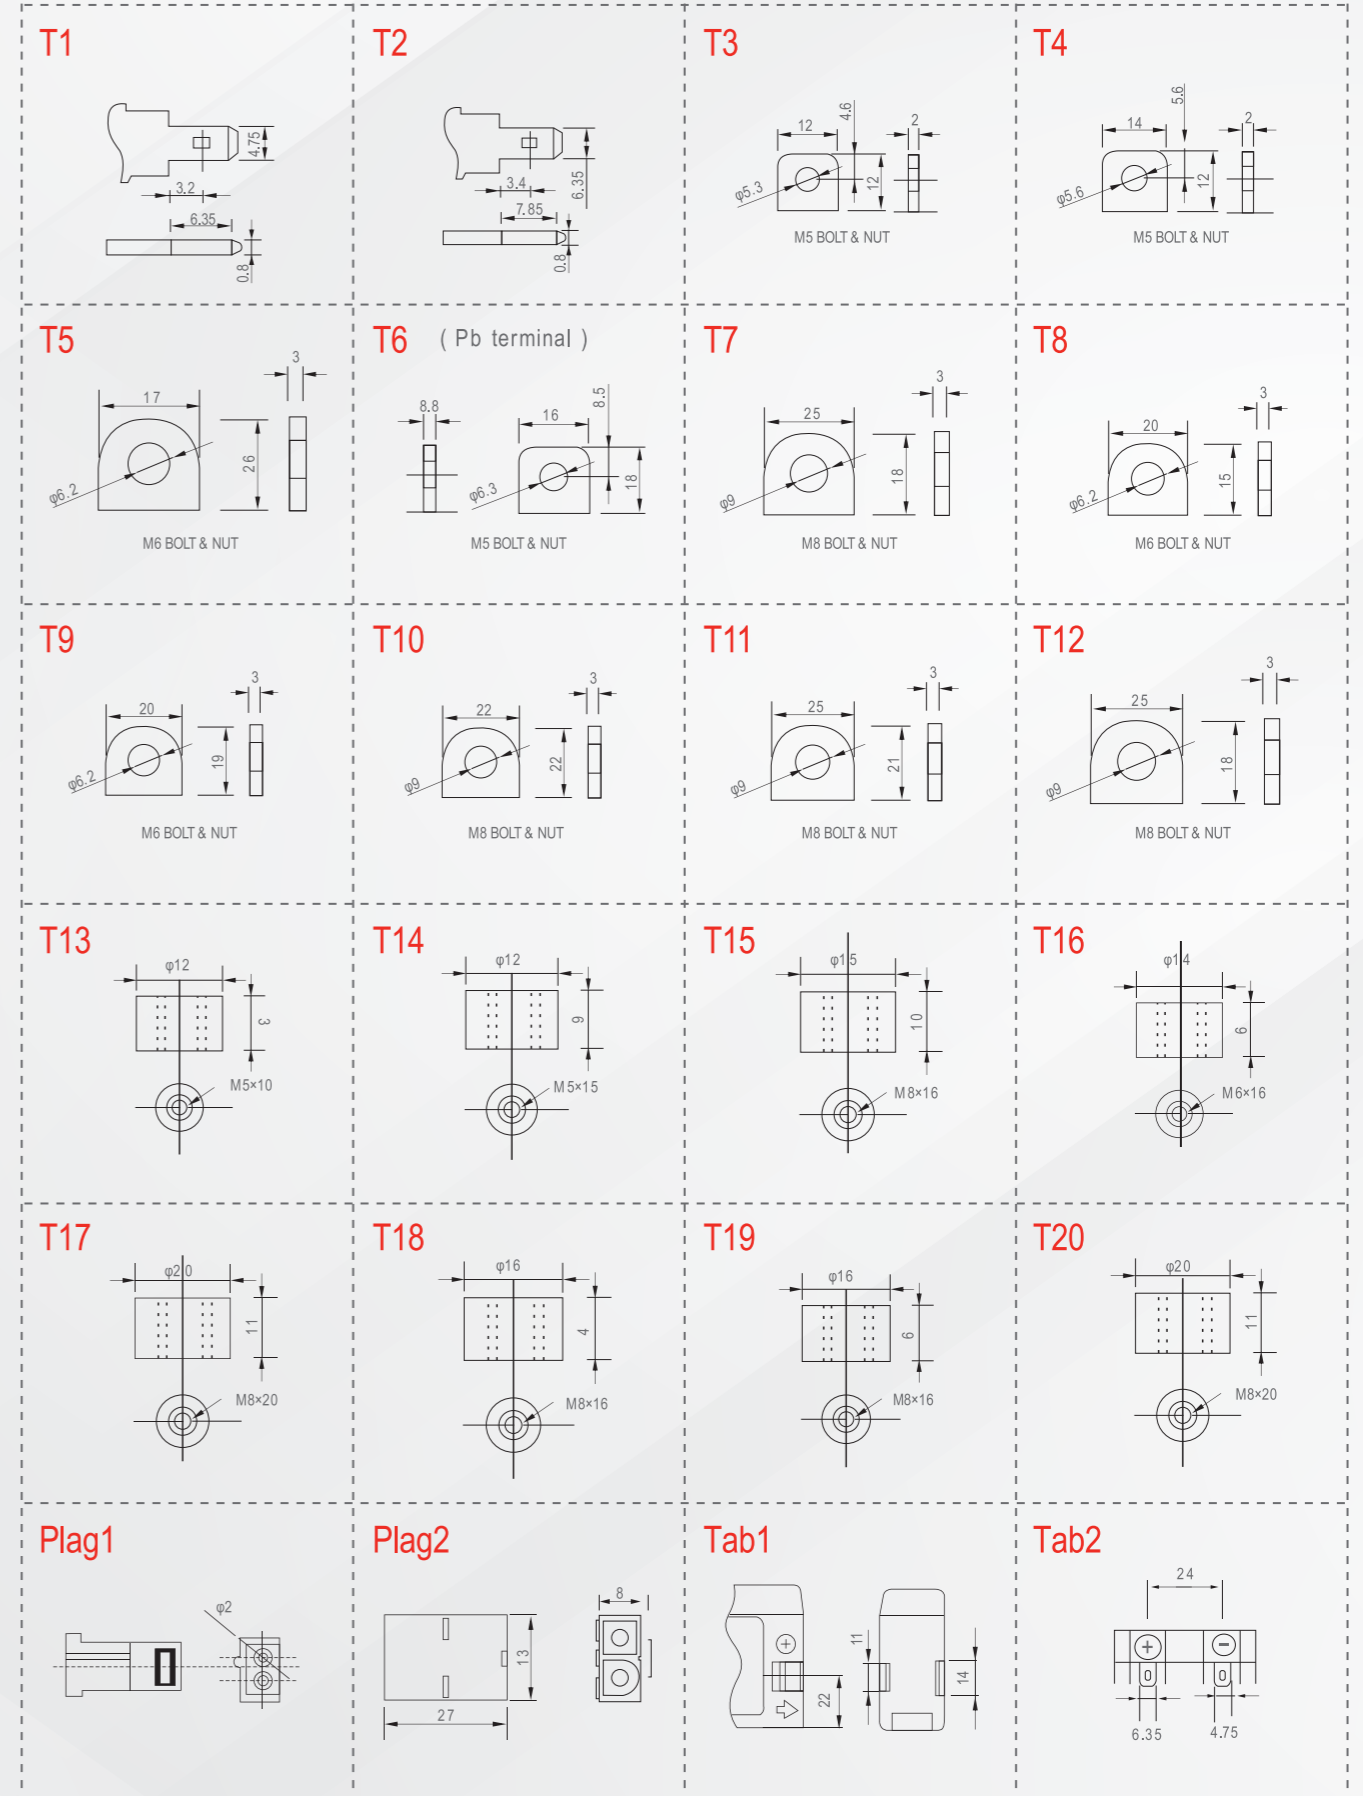 T1
4.75
3.2
6.35
0.8
T2
6.35
3.4
7.85
0.8
T3
12
4.6
2
φ5.3
12
M5 BOLT & NUT
T4
14
5.6
2
φ5.6
12
M5 BOLT & NUT
T5
17
3
26
φ6.2
M6 BOLT & NUT
T6 ( Pb terminal )
8.8
16
8.5
φ6.3
18
M5 BOLT & NUT
T7
25
3
18
φ9
M8 BOLT & NUT
T8
20
3
15
φ6.2
M6 BOLT & NUT
T9
20
3
19
φ6.2
M6 BOLT & NUT
T10
22
3
22
φ9
M8 BOLT & NUT
T11
25
3
21
φ9
M8 BOLT & NUT
T12
25
3
18
φ9
M8 BOLT & NUT
T13
φ12
3
M5×10
T14
φ12
9
M5×15
T15
φ15
10
M8×16
T16
φ14
6
M6×16
T17
φ20
11
M8×20
T18
φ16
4
M8×16
T19
φ16
6
M8×16
T20
φ20
11
M8×20
Plag1
φ2
Plag2
8
13
27
Tab1
+
22
11
14
Tab2
24
+ −
6.35
4.75